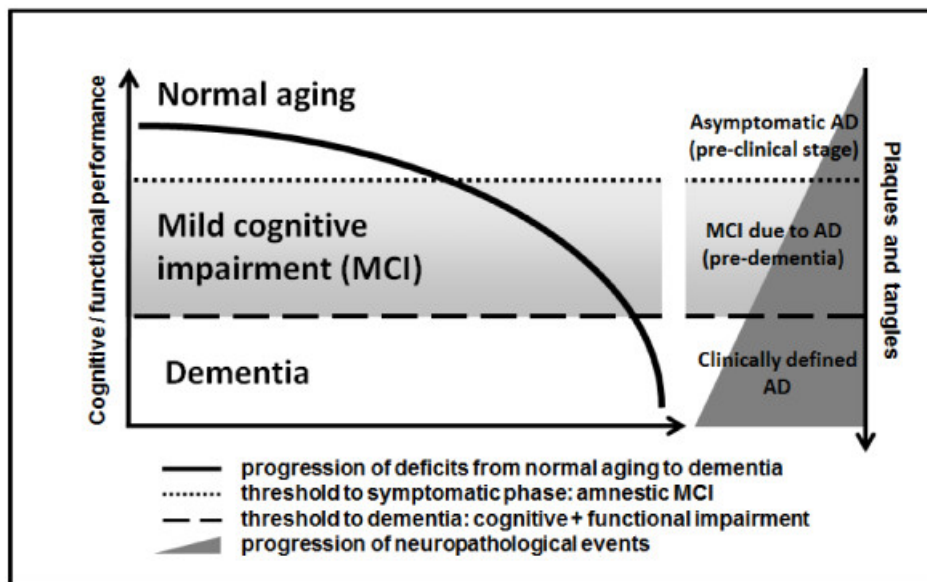 Cognitive / functional performance
Normal aging
Mild cognitive
impairment (MCI)
Dementia
Asymptomatic AD
(pre-clinical stage)
MCI due to AD
(pre-dementia)
Clinically defined
AD
Plaques and tangles
progression of deficits from normal aging to dementia
threshold to symptomatic phase: amnestic MCI
threshold to dementia: cognitive + functional impairment
progression of neuropathological events